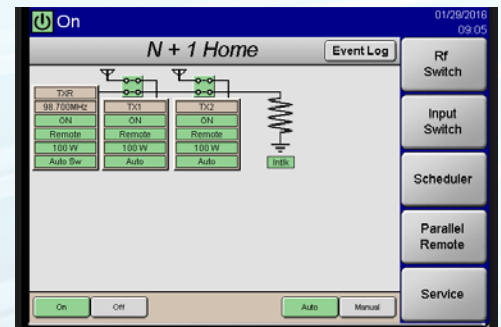 On
01/29/2016
09:05
N + 1 Home
Event Log
Rf
Switch
TXR
98.700MHz
ON
Remote
100 W
Auto Sw
TX1
ON
Remote
100 W
Auto
TX2
ON
Remote
100 W
Auto
Intlk
Input
Switch
Scheduler
Parallel
Remote
Service
On
Off
Auto
Manual